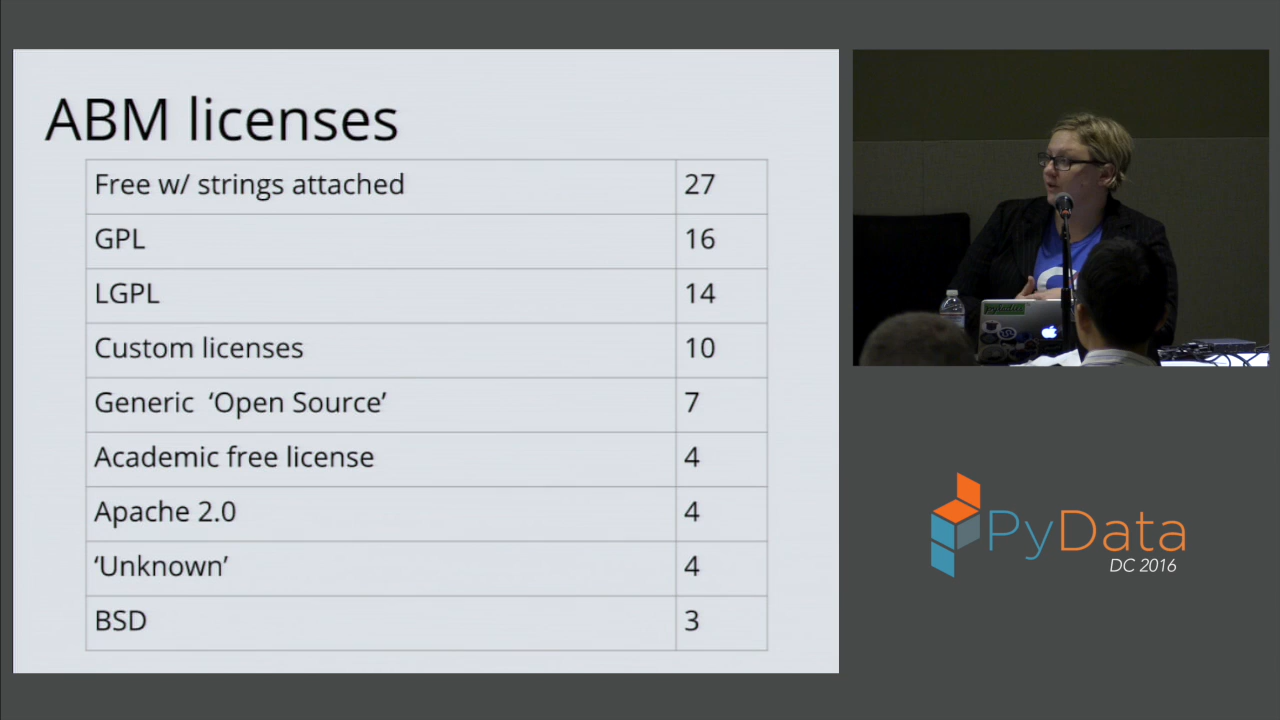 ABM licenses
Free w/ strings attached 27
GPL 16
LGPL 14
Custom licenses 10
Generic ‘Open Source’ 7
Academic free license 4
Apache 2.0 4
‘Unknown’ 4
BSD 3
PyData
DC 2016